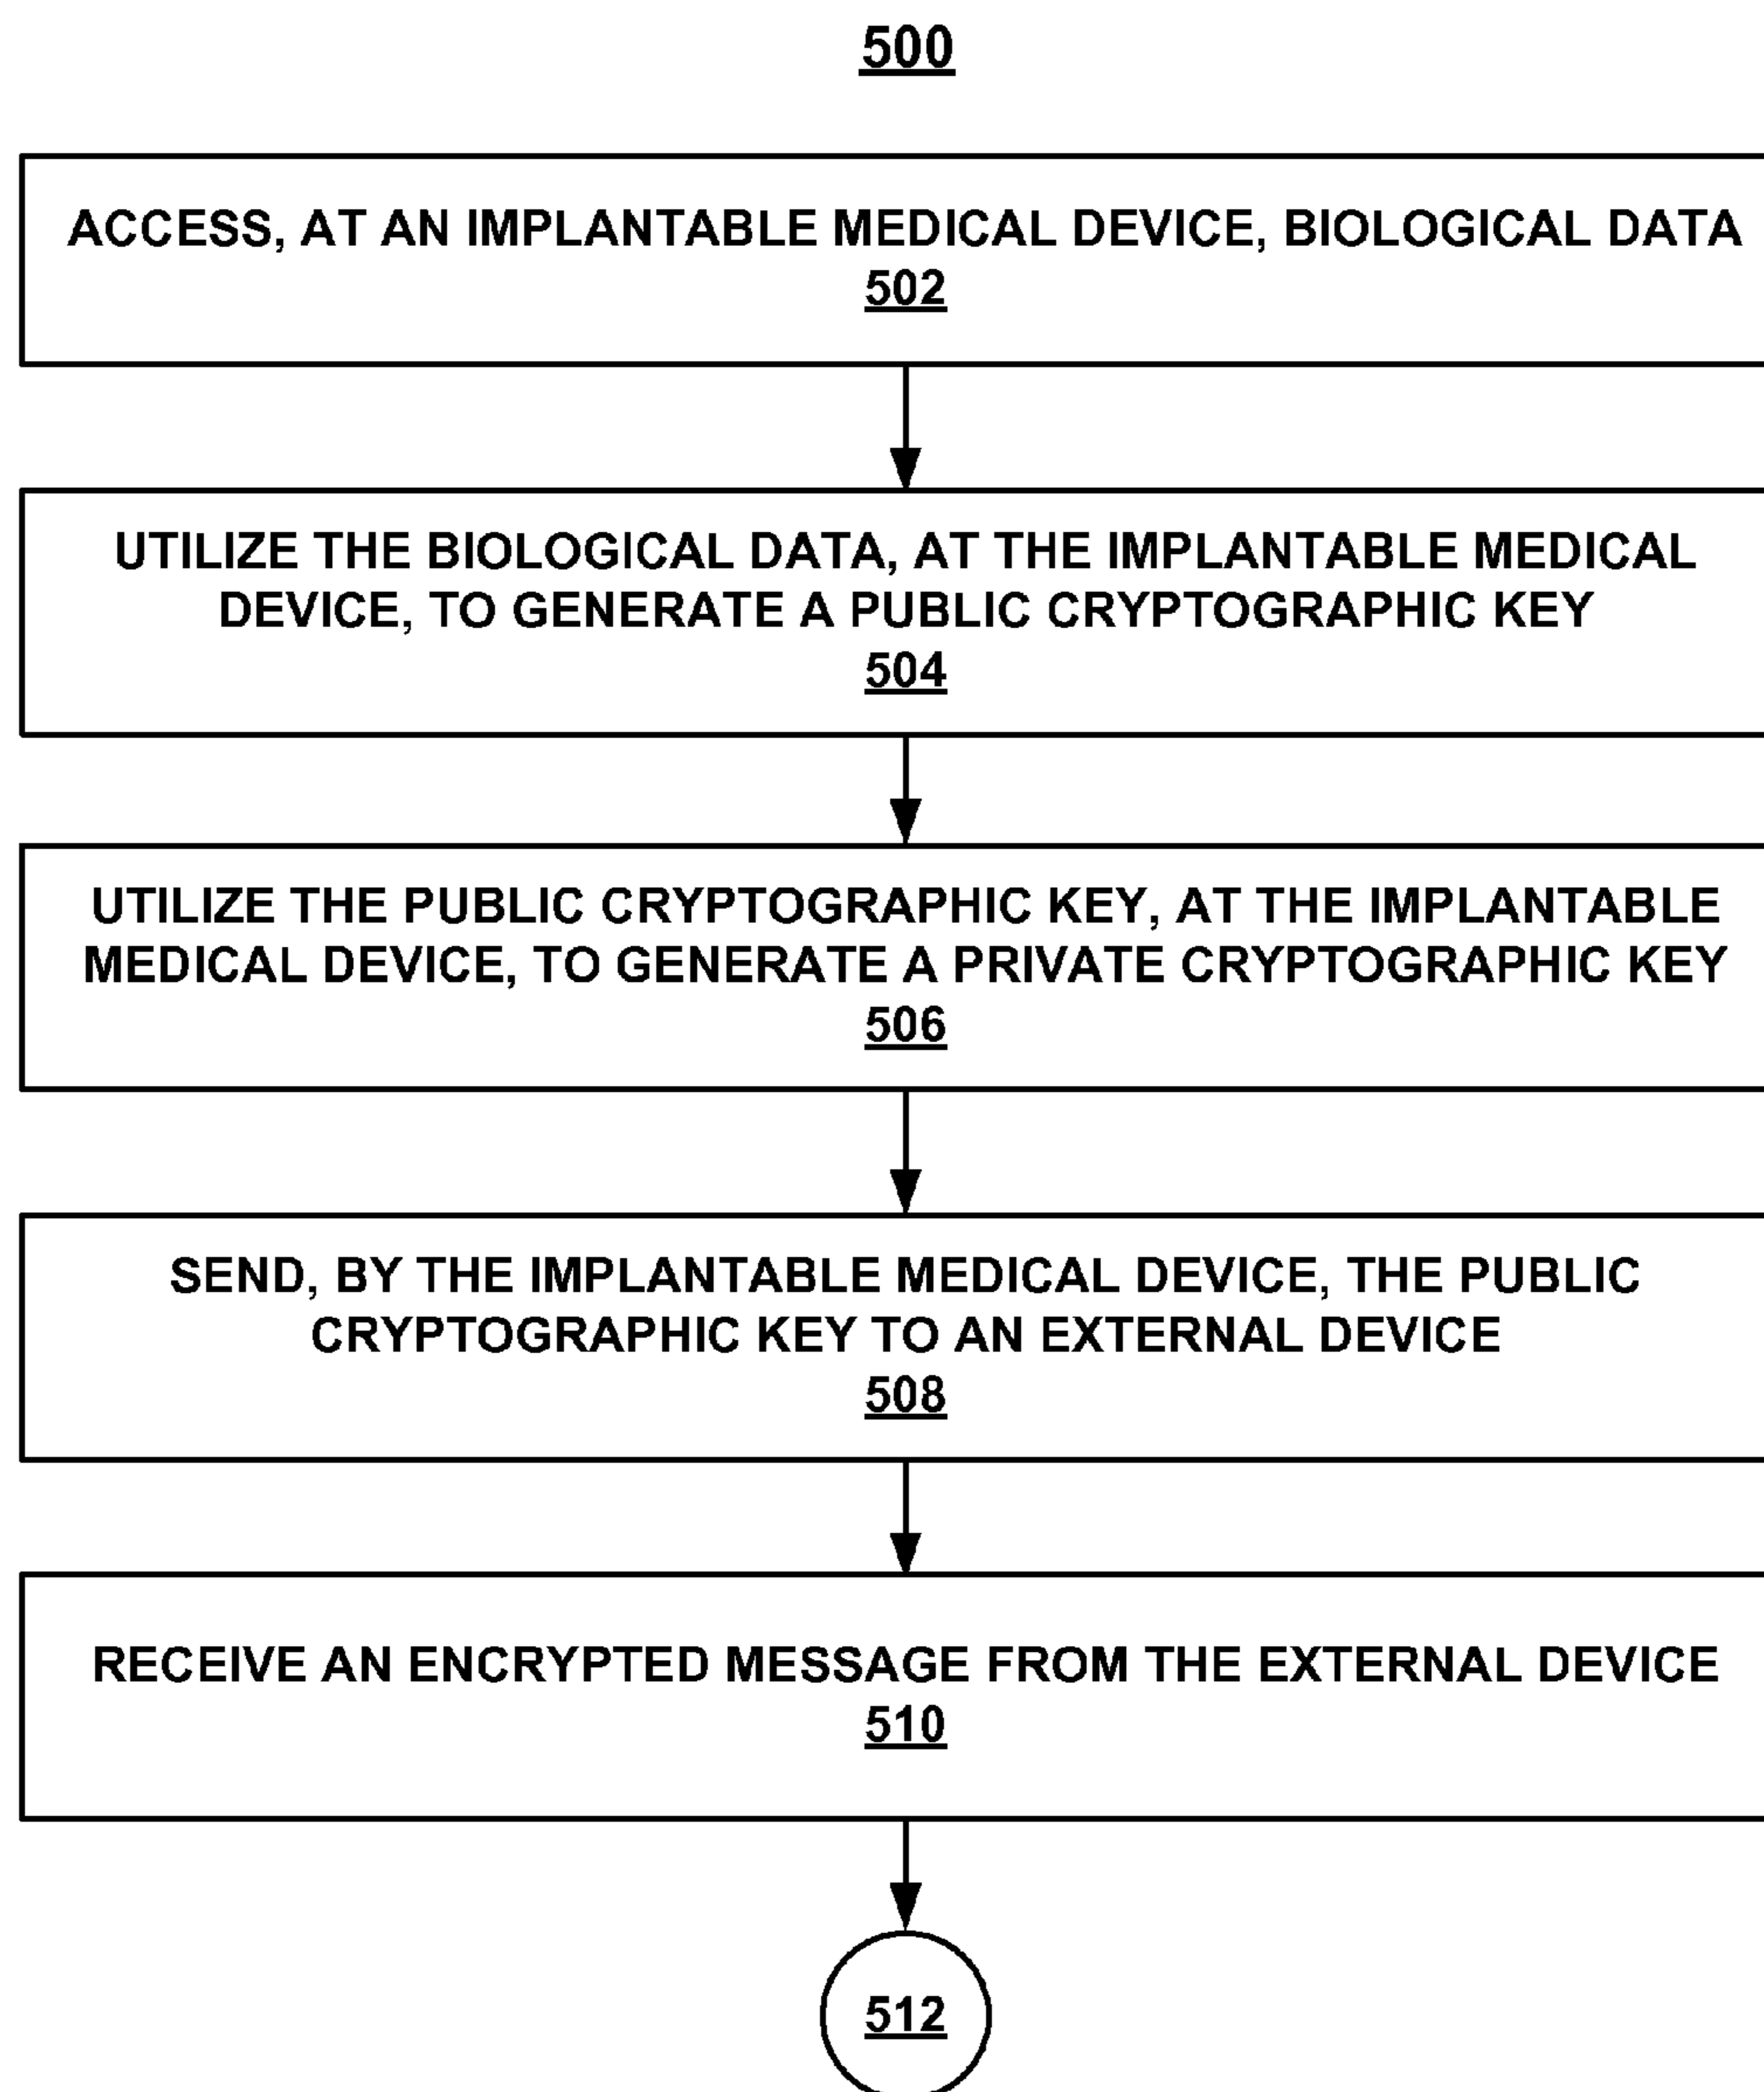 500
ACCESS, AT AN IMPLANTABLE MEDICAL DEVICE, BIOLOGICAL DATA
502
UTILIZE THE BIOLOGICAL DATA, AT THE IMPLANTABLE MEDICAL
DEVICE, TO GENERATE A PUBLIC CRYPTOGRAPHIC KEY
504
UTILIZE THE PUBLIC CRYPTOGRAPHIC KEY, AT THE IMPLANTABLE
MEDICAL DEVICE, TO GENERATE A PRIVATE CRYPTOGRAPHIC KEY
506
SEND, BY THE IMPLANTABLE MEDICAL DEVICE, THE PUBLIC
CRYPTOGRAPHIC KEY TO AN EXTERNAL DEVICE
508
RECEIVE AN ENCRYPTED MESSAGE FROM THE EXTERNAL DEVICE
510
512